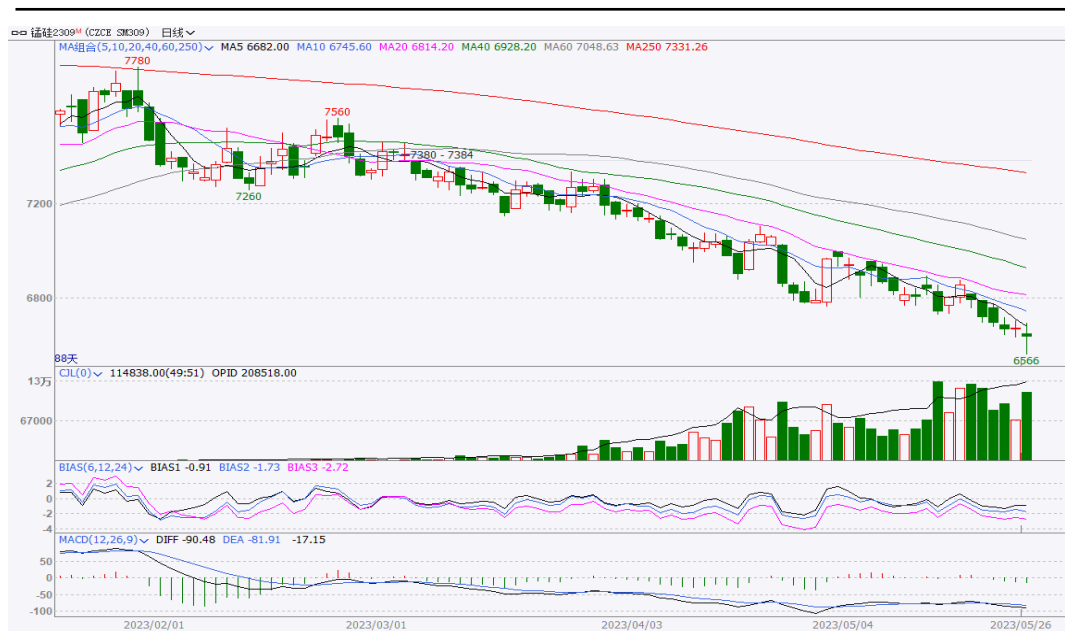 锰硅2309M (CZCE SM309) 日线
MA组合(5,10,20,40,60,250) MA5 6682.00 MA10 6745.60 MA20 6814.20 MA40 6928.20 MA60 7048.63 MA250 7331.26
7780
7560
7380 - 7384
7260
7200
6800
6566
88天
CJL(0) 114838.00(49:51) OPID 208518.00
13万
67000
BIAS(6,12,24) BIAS1 -0.91 BIAS2 -1.73 BIAS3 -2.72
2
0
-2
-4
MACD(12,26,9) DIFF -90.48 DEA -81.91 -17.15
50
0
-50
-100
2023/02/01 2023/03/01 2023/04/03 2023/05/04 2023/05/26